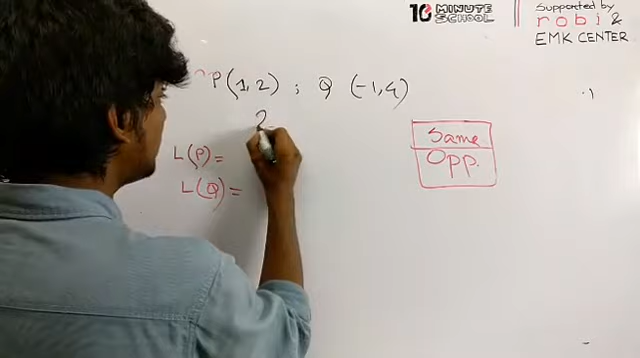 10 MINUTE SCHOOL
Supported by
robi &
EMK CENTER
P(1,2) ; Q (-1,4)
2
L(P)=
L(Q)=
Same
Opp.